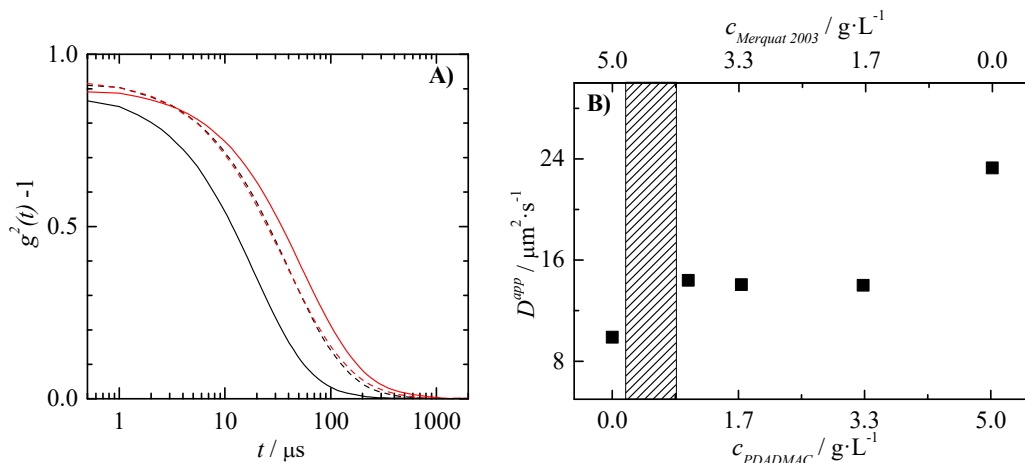 A)
1.0
0.5
0.0
g²(t) -1
1
10
100
1000
t / µs
c_Merquat 2003 / g·L⁻¹
5.0
3.3
1.7
0.0
B)
24
16
8
D^app / µm²·s⁻¹
0.0
1.7
3.3
5.0
c_PDADMAC / g·L⁻¹